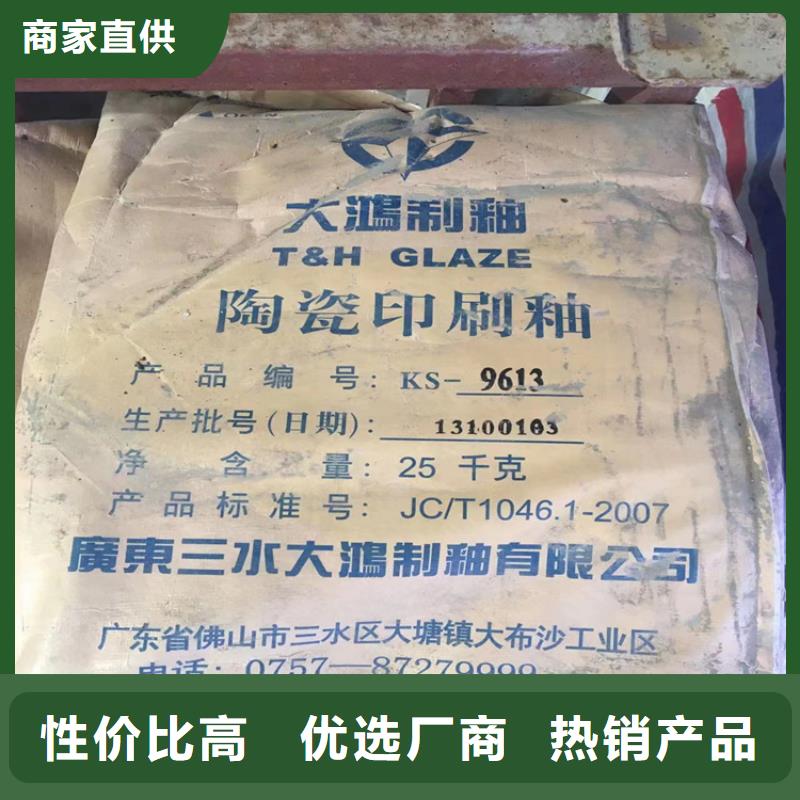 商家直供
大鴻制釉
T&H GLAZE
陶瓷印刷釉
产品编号: KS- 9613
生产批号(日期): 13100103
净含量: 25 千克
产品标准号: JC/T1046.1-2007
廣東三水大鴻制釉有限公司
广东省佛山市三水区大塘镇大布沙工业区
电话: 0757—87279999
性价比高 优选厂商 热销产品